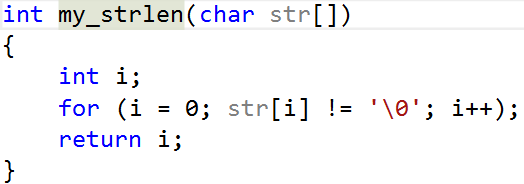 int my_strlen(char str[])
{
    int i;
    for (i = 0; str[i] != '\0'; i++);
    return i;
}